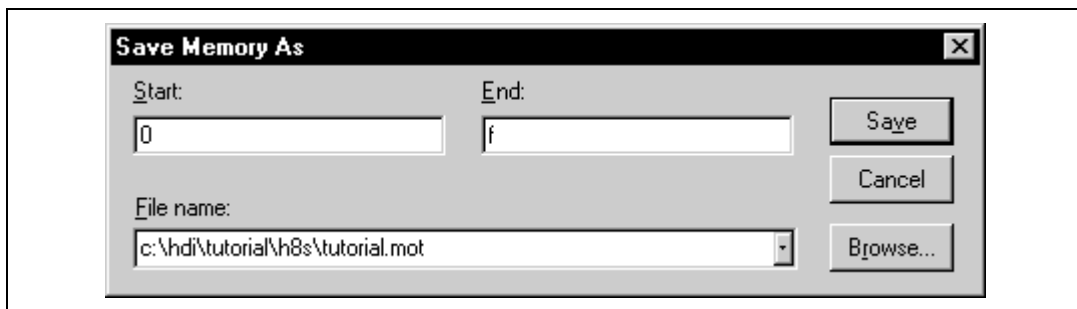 Save Memory As
Start: End:
0 f Save
Cancel
File name:
c:\hdi\tutorial\h8s\tutorial.mot Browse...